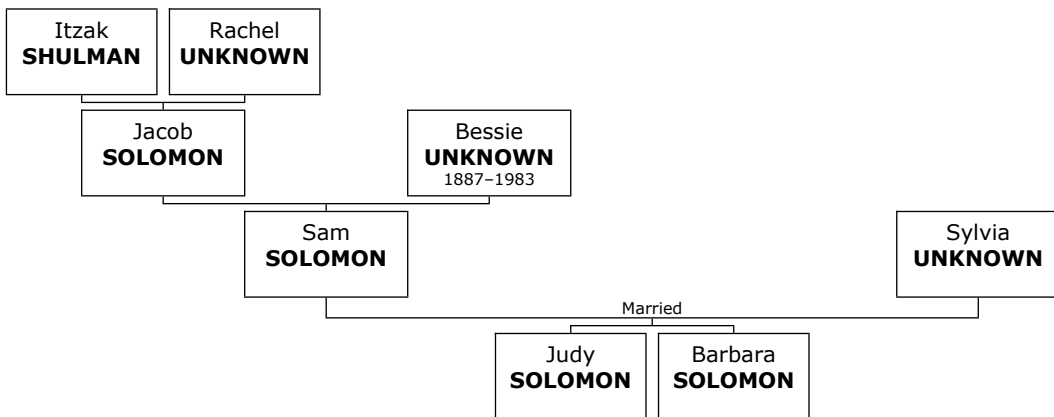 Itzak
SHULMAN
Rachel
UNKNOWN
Jacob
SOLOMON
Bessie
UNKNOWN
1887–1983
Sam
SOLOMON
Sylvia
UNKNOWN
Married
Judy
SOLOMON
Barbara
SOLOMON